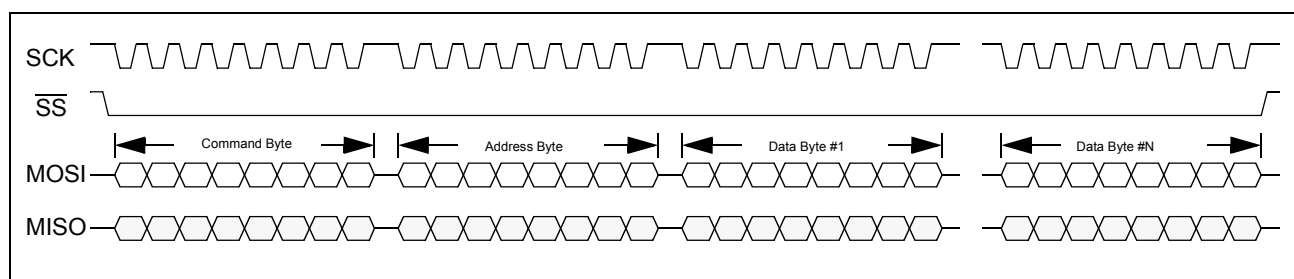 SCK
SS
Command Byte Address Byte Data Byte #1 Data Byte #N
MOSI
MISO